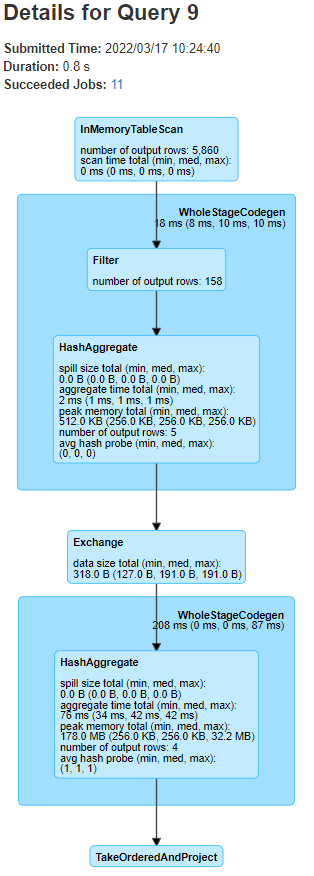 Details for Query 9
Submitted Time: 2022/03/17 10:24:40
Duration: 0.8 s
Succeeded Jobs: 11
InMemoryTableScan
number of output rows: 5,860
scan time total (min, med, max):
0 ms (0 ms, 0 ms, 0 ms)
WholeStageCodegen
18 ms (8 ms, 10 ms, 10 ms)
Filter
number of output rows: 158
HashAggregate
spill size total (min, med, max):
0.0 B (0.0 B, 0.0 B, 0.0 B)
aggregate time total (min, med, max):
2 ms (1 ms, 1 ms, 1 ms)
peak memory total (min, med, max):
512.0 KB (256.0 KB, 256.0 KB, 256.0 KB)
number of output rows: 5
avg hash probe (min, med, max):
(0, 0, 0)
Exchange
data size total (min, med, max):
318.0 B (127.0 B, 191.0 B, 191.0 B)
WholeStageCodegen
208 ms (0 ms, 0 ms, 87 ms)
HashAggregate
spill size total (min, med, max):
0.0 B (0.0 B, 0.0 B, 0.0 B)
aggregate time total (min, med, max):
76 ms (34 ms, 42 ms, 42 ms)
peak memory total (min, med, max):
178.0 MB (256.0 KB, 256.0 KB, 32.2 MB)
number of output rows: 4
avg hash probe (min, med, max):
(1, 1, 1)
TakeOrderedAndProject